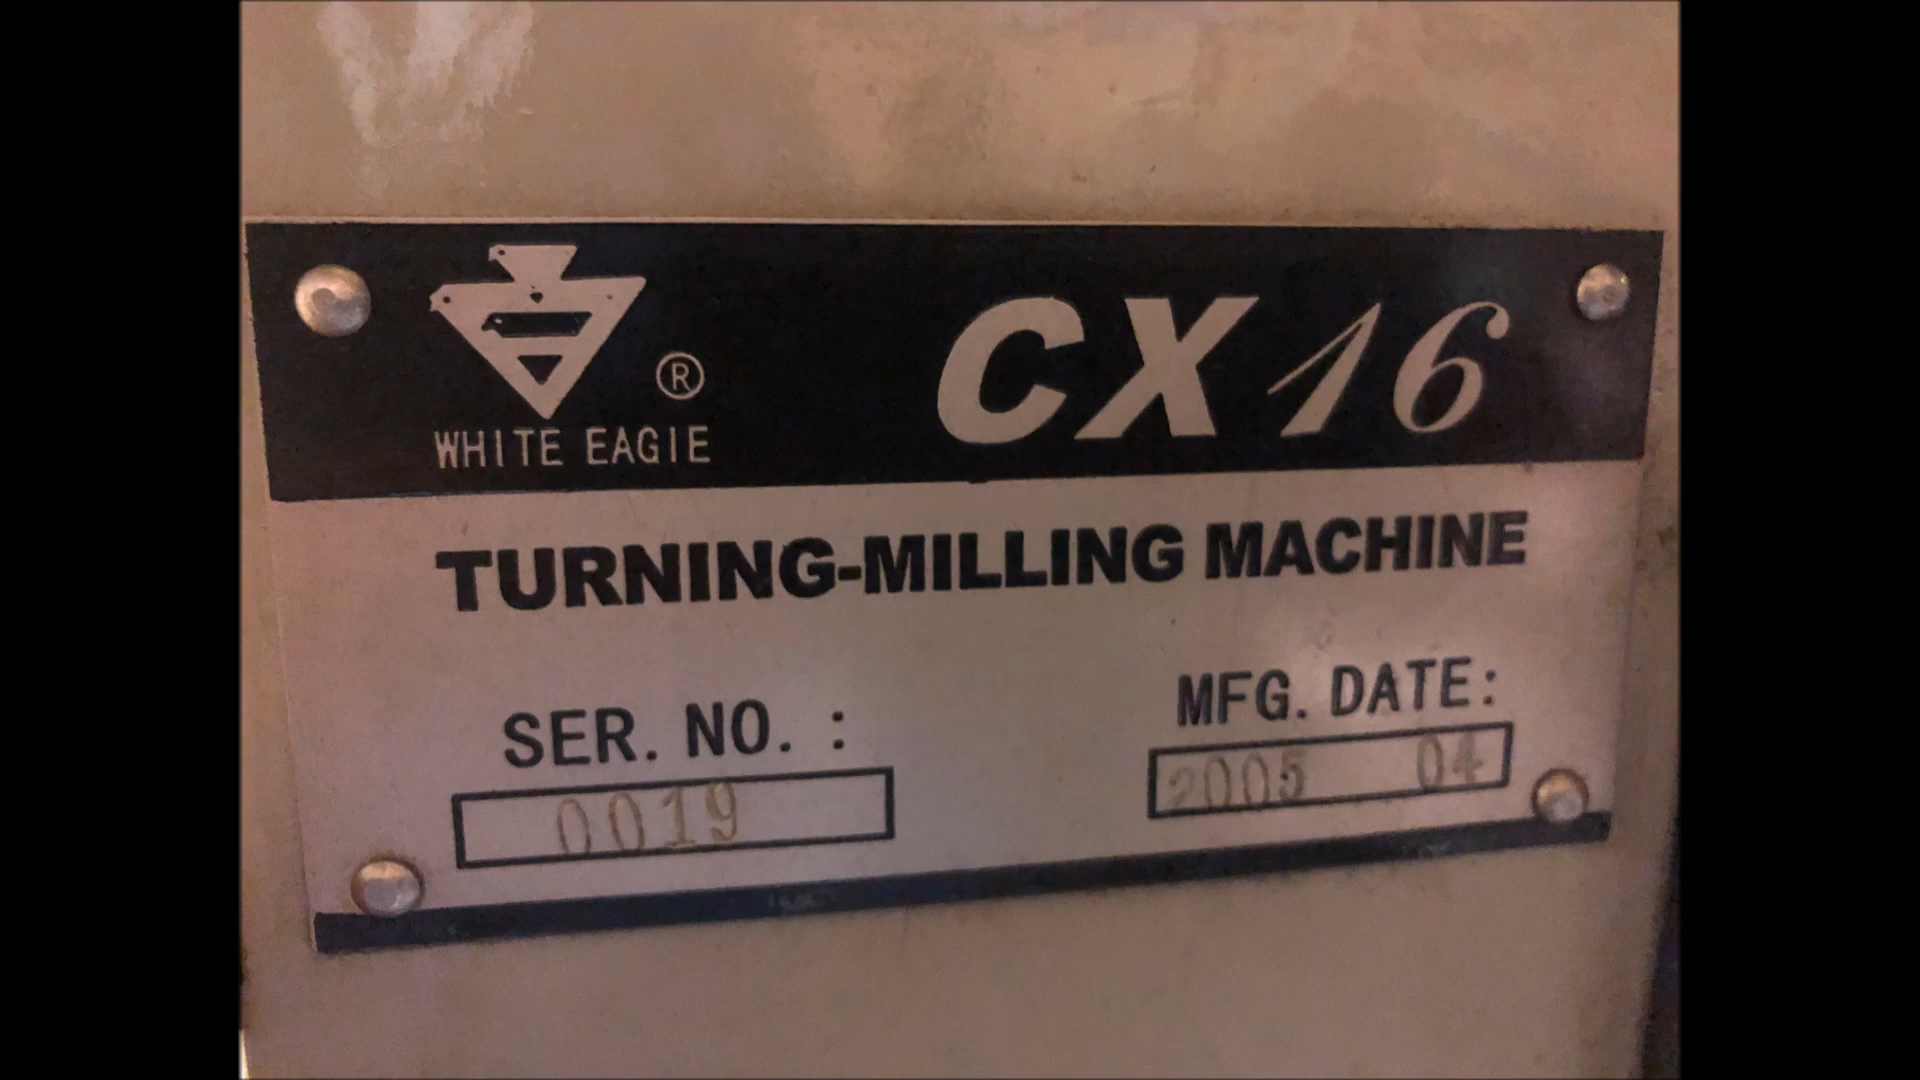 ® CX16
WHITE EAGIE
TURNING-MILLING MACHINE
SER. NO. : MFG. DATE:
0019 2005 04